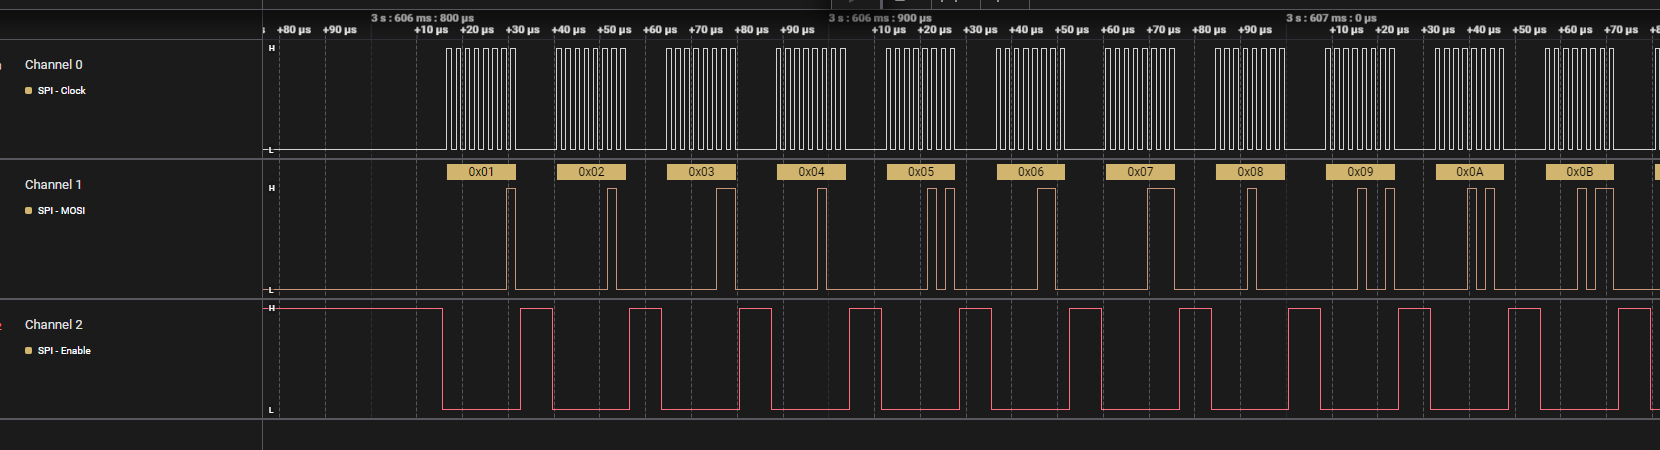 3 s : 606 ms : 800 µs 3 s : 606 ms : 900 µs 3 s : 607 ms : 0 µs
+80 µs +90 µs +10 µs +20 µs +30 µs +40 µs +50 µs +60 µs +70 µs +80 µs +90 µs +10 µs +20 µs +30 µs +40 µs +50 µs +60 µs +70 µs +80 µs +90 µs +10 µs +20 µs +30 µs +40 µs +50 µs +60 µs +70 µs
H
Channel 0
SPI - Clock
L
0x01 0x02 0x03 0x04 0x05 0x06 0x07 0x08 0x09 0x0A 0x0B
Channel 1
H
SPI - MOSI
L
H
Channel 2
SPI - Enable
L